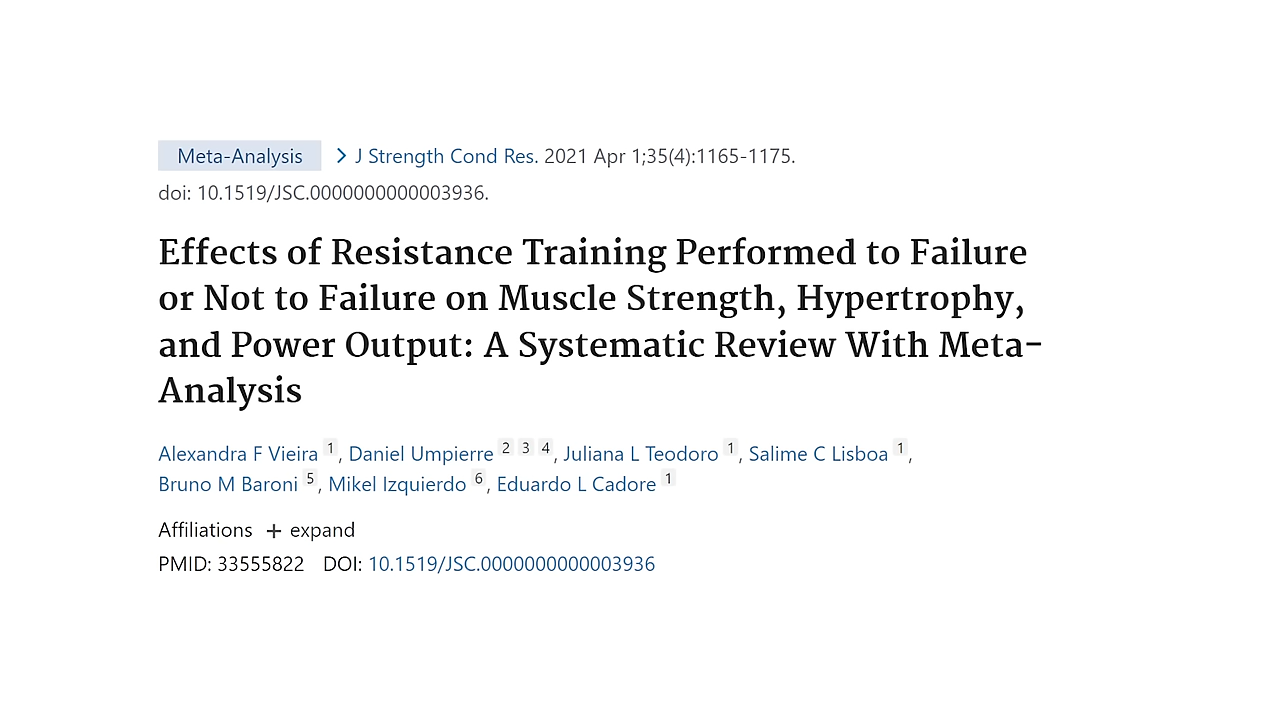 Meta-Analysis > J Strength Cond Res. 2021 Apr 1;35(4):1165-1175.
doi: 10.1519/JSC.0000000000003936.
Effects of Resistance Training Performed to Failure
or Not to Failure on Muscle Strength, Hypertrophy,
and Power Output: A Systematic Review With Meta-
Analysis
Alexandra F Vieira 1, Daniel Umpierre 2 3 4, Juliana L Teodoro 1, Salime C Lisboa 1,
Bruno M Baroni 5, Mikel Izquierdo 6, Eduardo L Cadore 1
Affiliations + expand
PMID: 33555822 DOI: 10.1519/JSC.0000000000003936